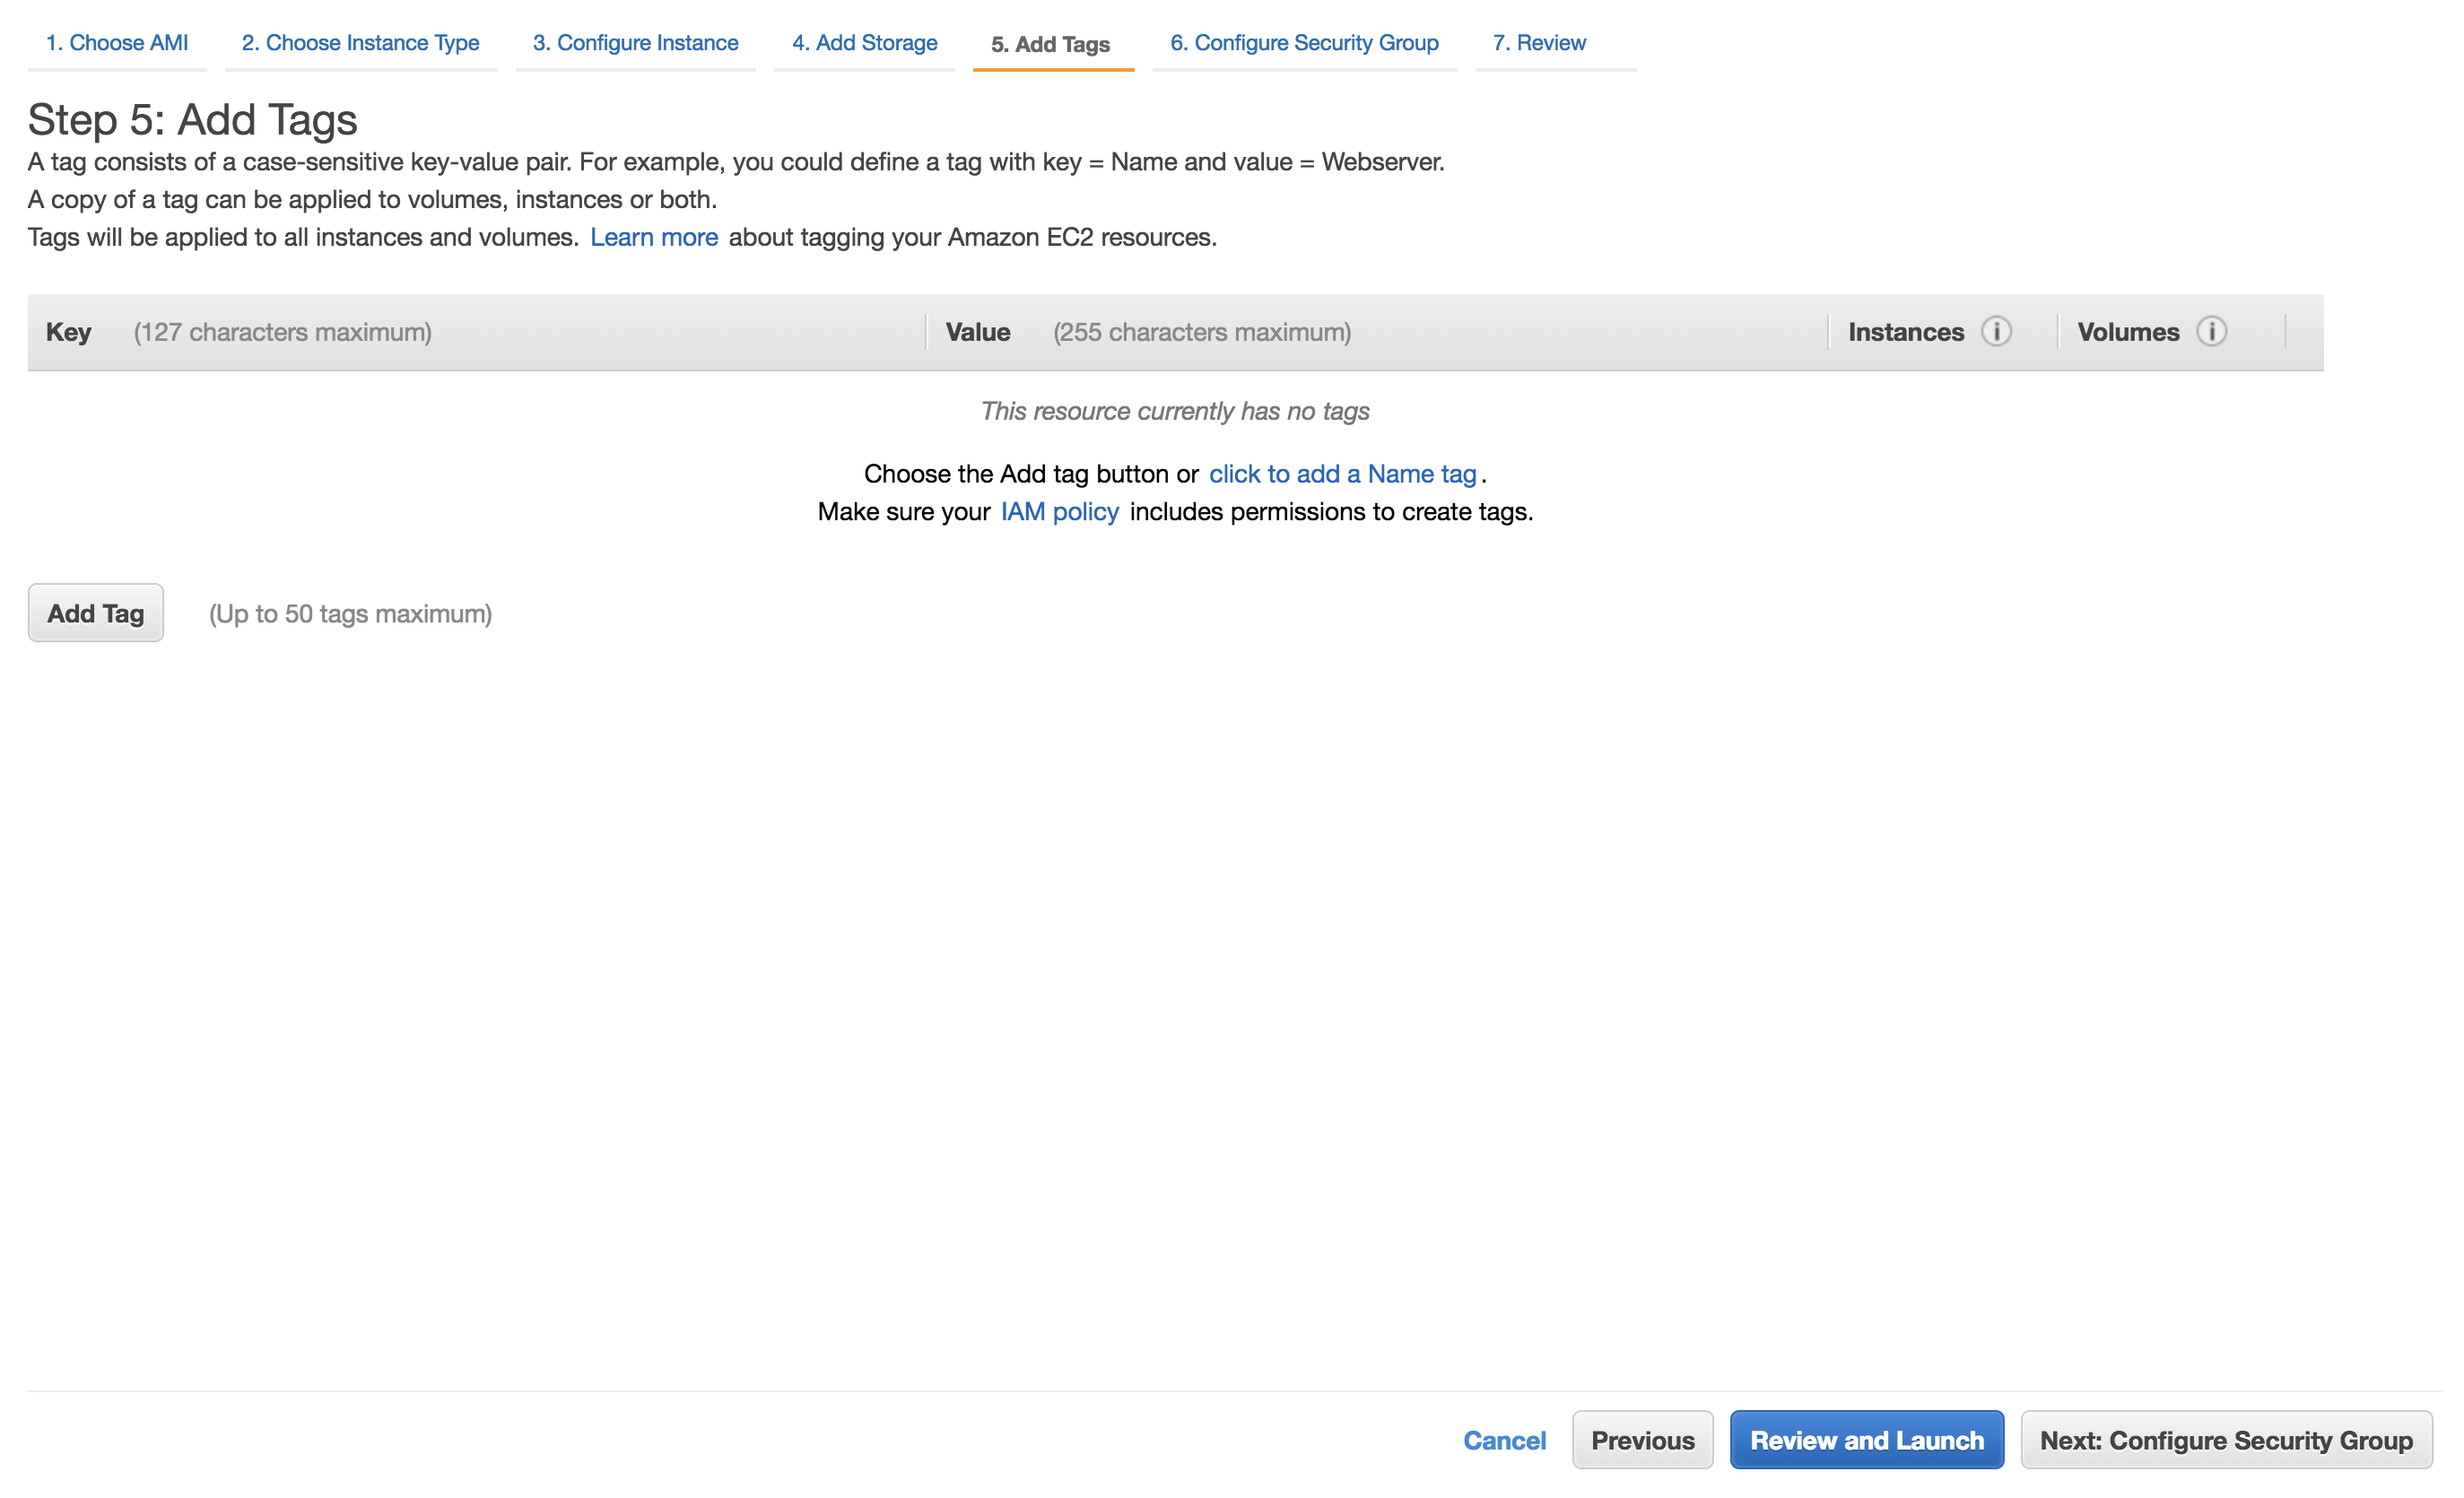 1. Choose AMI 2. Choose Instance Type 3. Configure Instance 4. Add Storage 5. Add Tags 6. Configure Security Group 7. Review
Step 5: Add Tags
A tag consists of a case-sensitive key-value pair. For example, you could define a tag with key = Name and value = Webserver.
A copy of a tag can be applied to volumes, instances or both.
Tags will be applied to all instances and volumes. Learn more about tagging your Amazon EC2 resources.
Key (127 characters maximum) Value (255 characters maximum) Instances i Volumes i
This resource currently has no tags
Choose the Add tag button or click to add a Name tag.
Make sure your IAM policy includes permissions to create tags.
Add Tag (Up to 50 tags maximum)
Cancel Previous Review and Launch Next: Configure Security Group